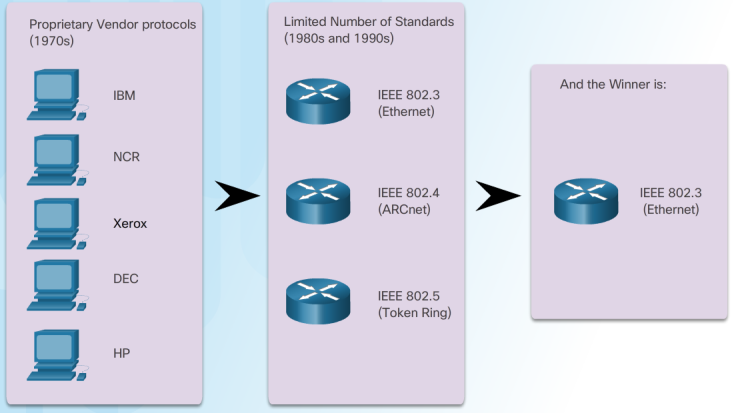 Proprietary Vendor protocols
(1970s)
IBM
NCR
Xerox
DEC
HP
Limited Number of Standards
(1980s and 1990s)
IEEE 802.3
(Ethernet)
IEEE 802.4
(ARCnet)
IEEE 802.5
(Token Ring)
And the Winner is:
IEEE 802.3
(Ethernet)